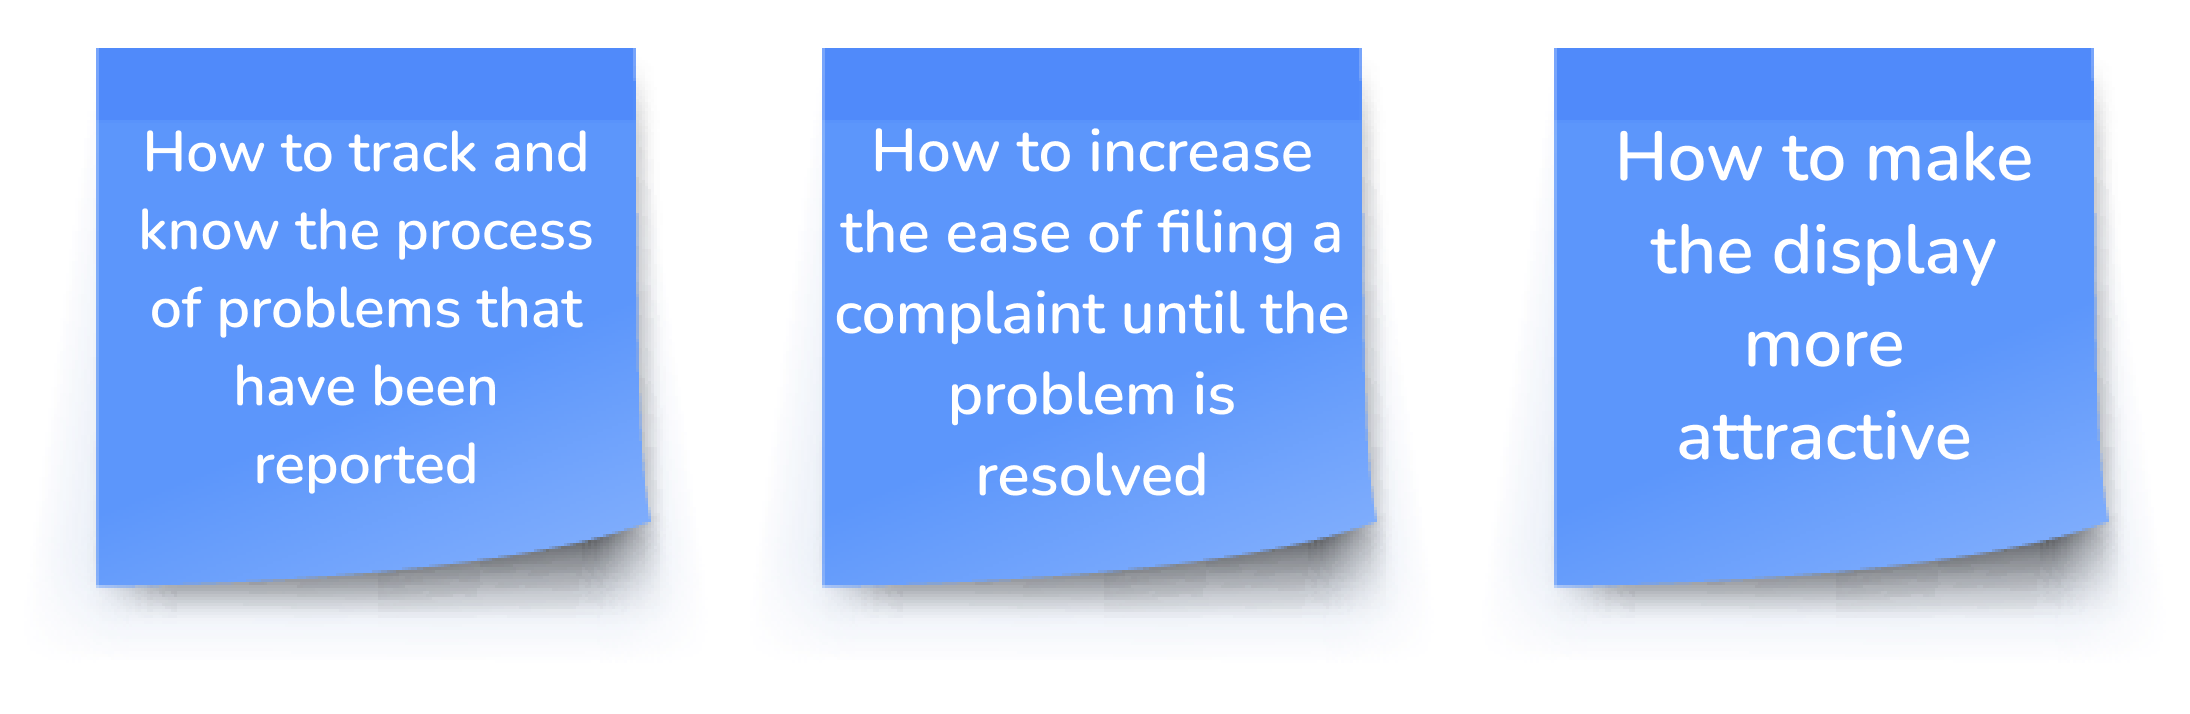 How to track and
know the process
of problems that
have been
reported
How to increase
the ease of filing a
complaint until the
problem is
resolved
How to make
the display
more
attractive